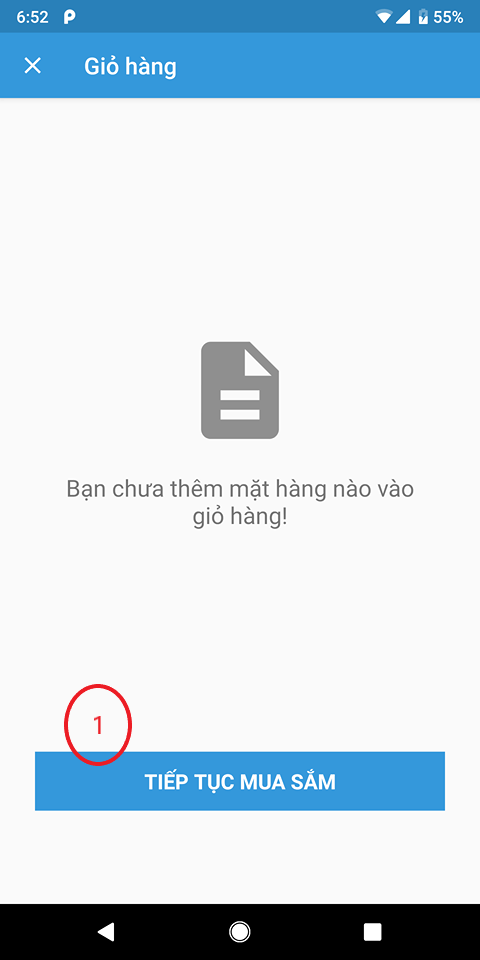 6:52 55%
Giỏ hàng
Bạn chưa thêm mặt hàng nào vào
giỏ hàng!
1
TIẾP TỤC MUA SẮM